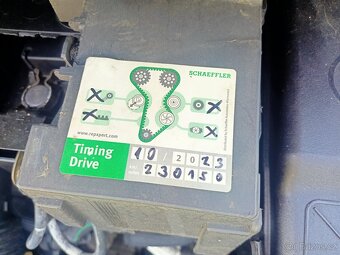 SCHAEFFLER
www.repxpert.com
Timing Drive
10/2023
230150